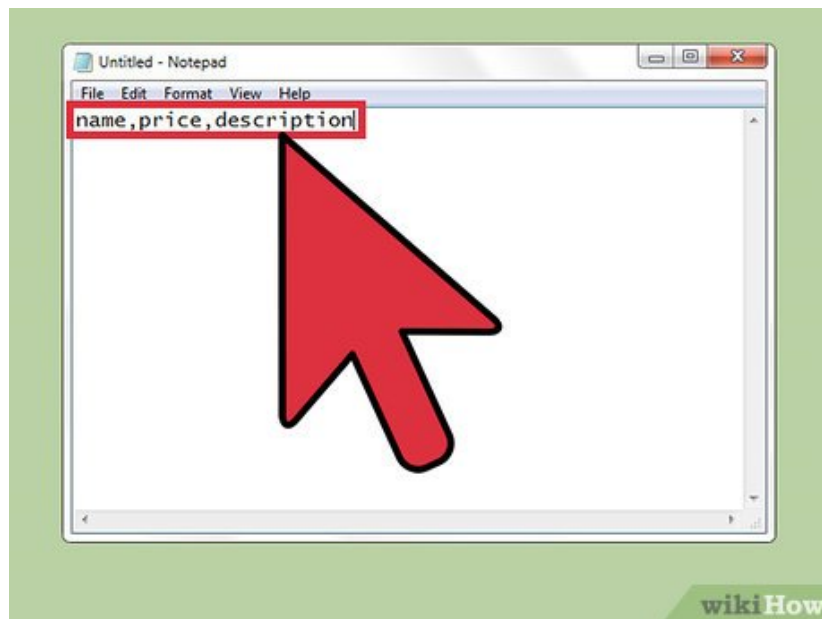 Untitled - Notepad
File Edit Format View Help
name,price,description
wikiHow